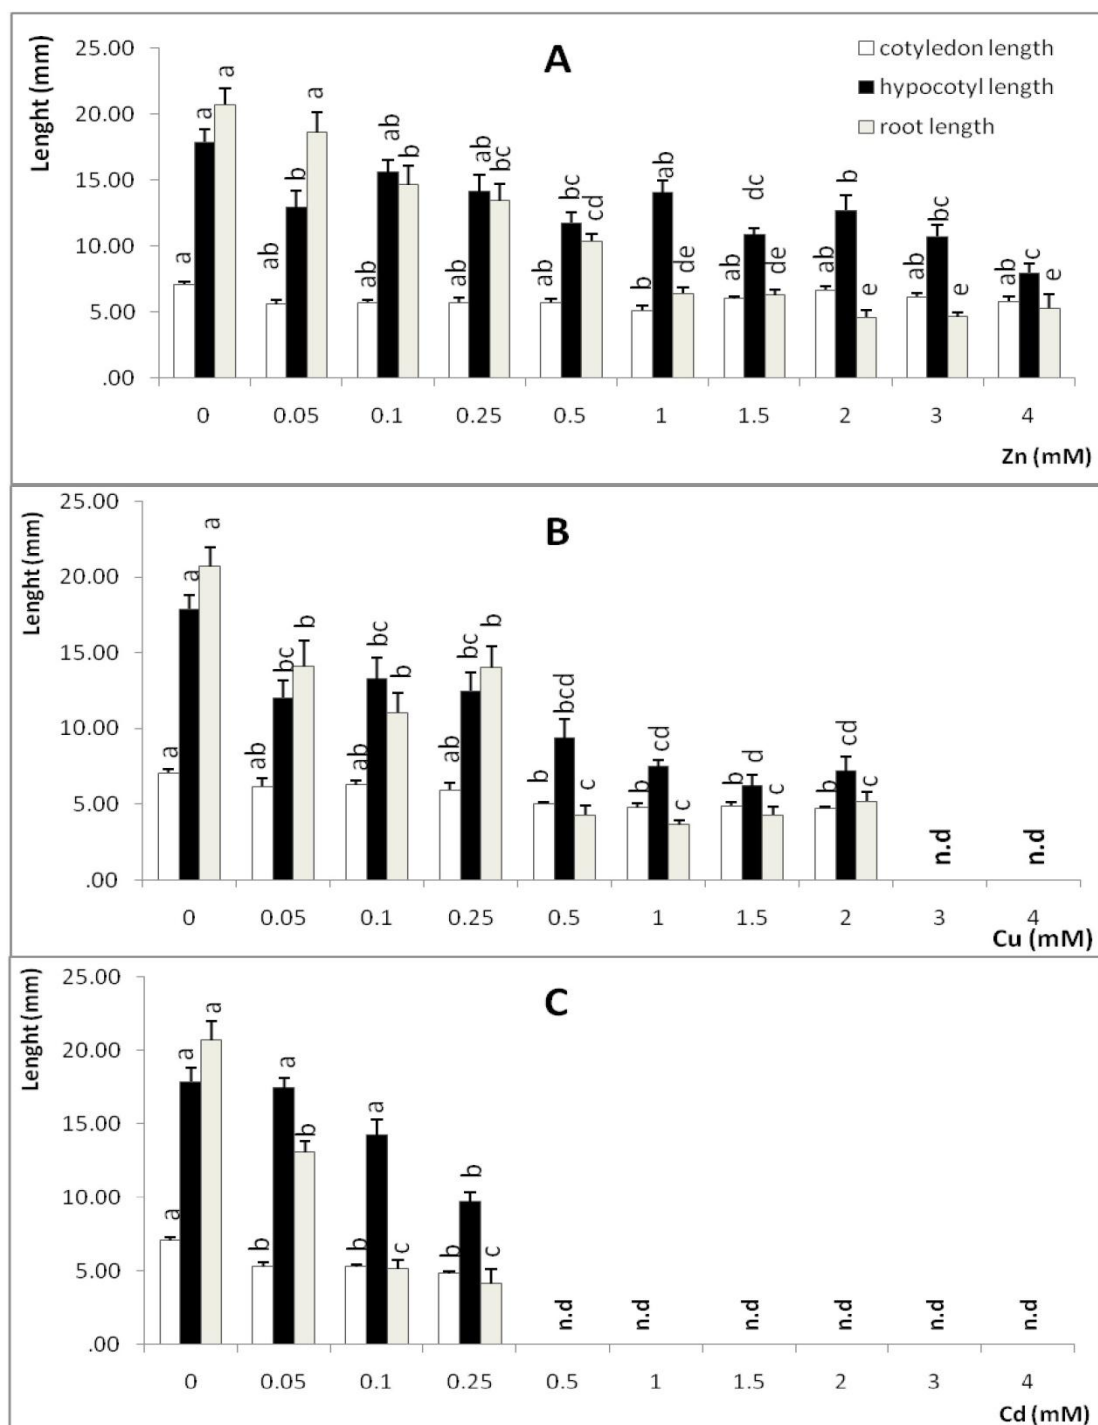 A
cotyledon length
hypocotyl length
root length
Lenght (mm)
25.00
20.00
15.00
10.00
5.00
.00
a a a
ab b a
ab ab b
ab ab bc
ab bc cd
b ab de
ab dc de
ab b e
ab bc e
ab c e
0 0.05 0.1 0.25 0.5 1 1.5 2 3 4
Zn (mM)
B
Lenght (mm)
25.00
20.00
15.00
10.00
5.00
.00
a a a
ab bc b
ab bc b
ab bc b
b bcd c
b cd c
b d c
b cd c
n.d
n.d
0 0.05 0.1 0.25 0.5 1 1.5 2 3 4
Cu (mM)
C
Lenght (mm)
25.00
20.00
15.00
10.00
5.00
.00
a a a
b a b
b a c
b b c
n.d
n.d
n.d
n.d
n.d
n.d
0 0.05 0.1 0.25 0.5 1 1.5 2 3 4
Cd (mM)